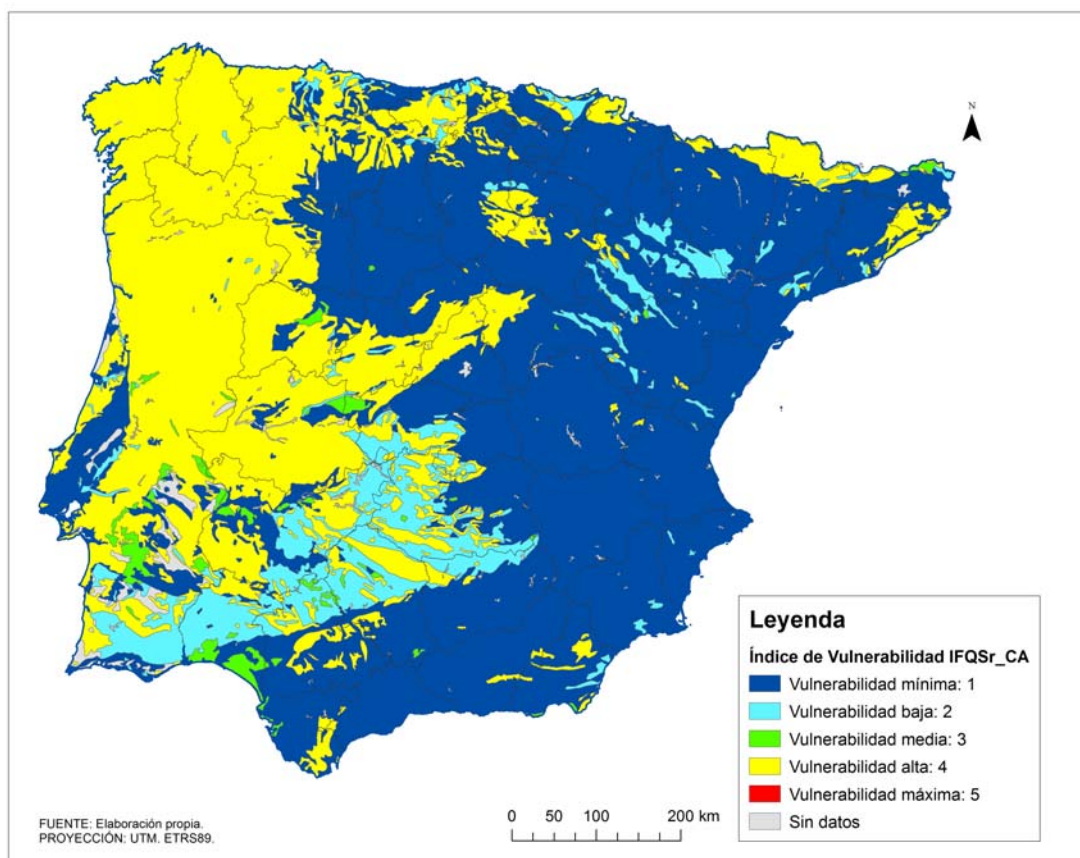 N
Leyenda
Índice de Vulnerabilidad IFQSr_CA
Vulnerabilidad mínima: 1
Vulnerabilidad baja: 2
Vulnerabilidad media: 3
Vulnerabilidad alta: 4
Vulnerabilidad máxima: 5
Sin datos
0 50 100 200 km
FUENTE: Elaboración propia.
PROYECCIÓN: UTM. ETRS89.